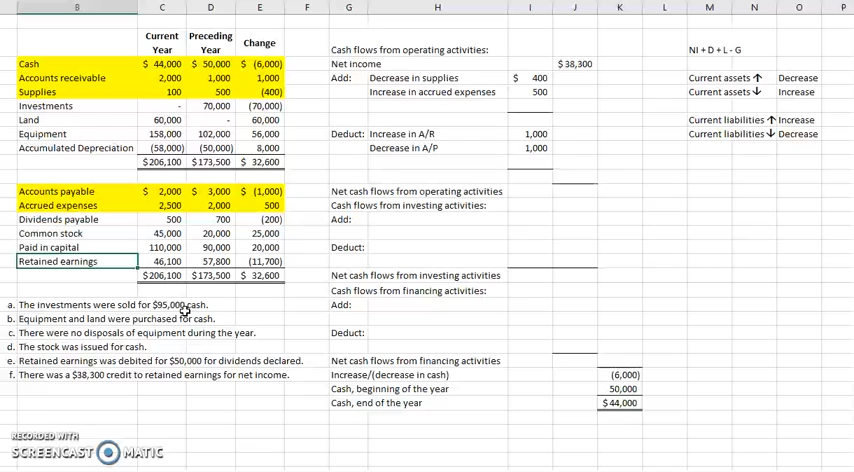 B C D E F G H I J K L M N O P
Current Preceding
Year Year Change
Cash $ 44,000 $ 50,000 $ (6,000)
Accounts receivable 2,000 1,000 1,000
Supplies 100 500 (400)
Investments - 70,000 (70,000)
Land 60,000 - 60,000
Equipment 158,000 102,000 56,000
Accumulated Depreciation (58,000) (50,000) 8,000
$206,100 $173,500 $ 32,600
Accounts payable $ 2,000 $ 3,000 $ (1,000)
Accrued expenses 2,500 2,000 500
Dividends payable 500 700 (200)
Common stock 45,000 20,000 25,000
Paid in capital 110,000 90,000 20,000
Retained earnings 46,100 57,800 (11,700)
$206,100 $173,500 $ 32,600
a. The investments were sold for $95,000 cash.
b. Equipment and land were purchased for cash.
c. There were no disposals of equipment during the year.
d. The stock was issued for cash.
e. Retained earnings was debited for $50,000 for dividends declared.
f. There was a $38,300 credit to retained earnings for net income.
Cash flows from operating activities:
Net income $ 38,300
Add: Decrease in supplies $ 400
Increase in accrued expenses 500
Deduct: Increase in A/R 1,000
Decrease in A/P 1,000
Net cash flows from operating activities
Cash flows from investing activities:
Add:
Deduct:
Net cash flows from investing activities
Cash flows from financing activities:
Add:
Deduct:
Net cash flows from financing activities
Increase/(decrease in cash) (6,000)
Cash, beginning of the year 50,000
Cash, end of the year $ 44,000
NI + D + L - G
Current assets ↑ Decrease
Current assets ↓ Increase
Current liabilities ↑ Increase
Current liabilities ↓ Decrease
RECORDED WITH
SCREENCAST MATIC